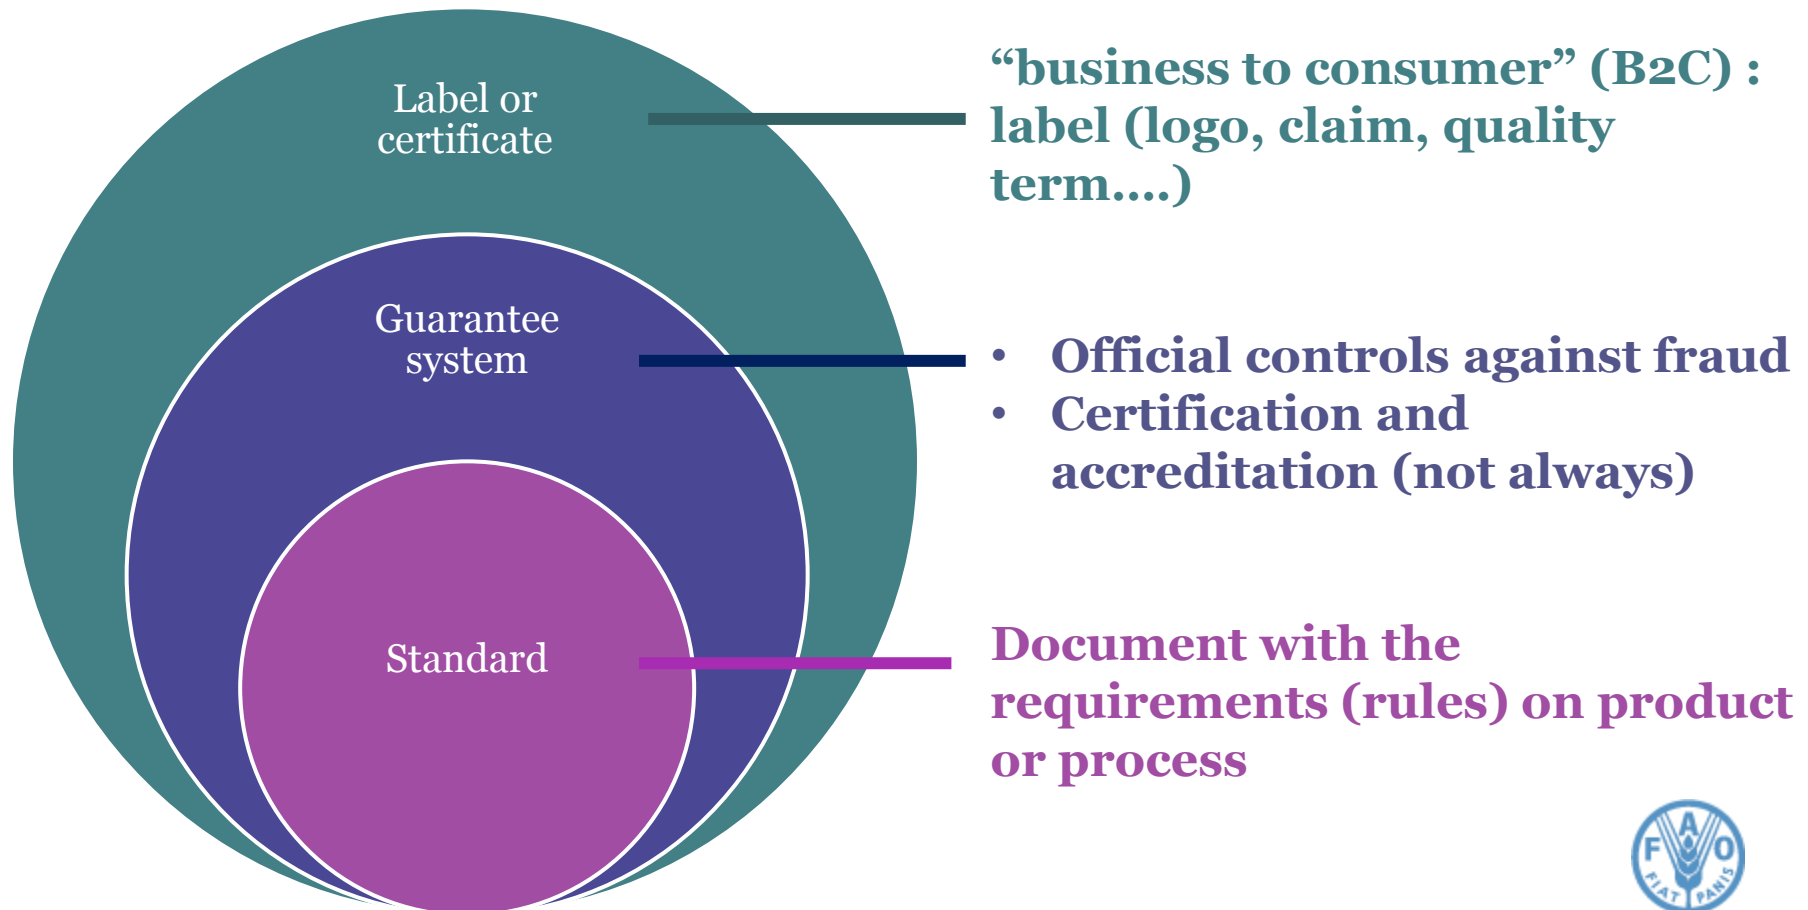 Label or
certificate
“business to consumer” (B2C) :
label (logo, claim, quality
term....)
Guarantee
system
• Official controls against fraud
• Certification and
accreditation (not always)
Standard
Document with the
requirements (rules) on product
or process
F A O
FIAT PANIS